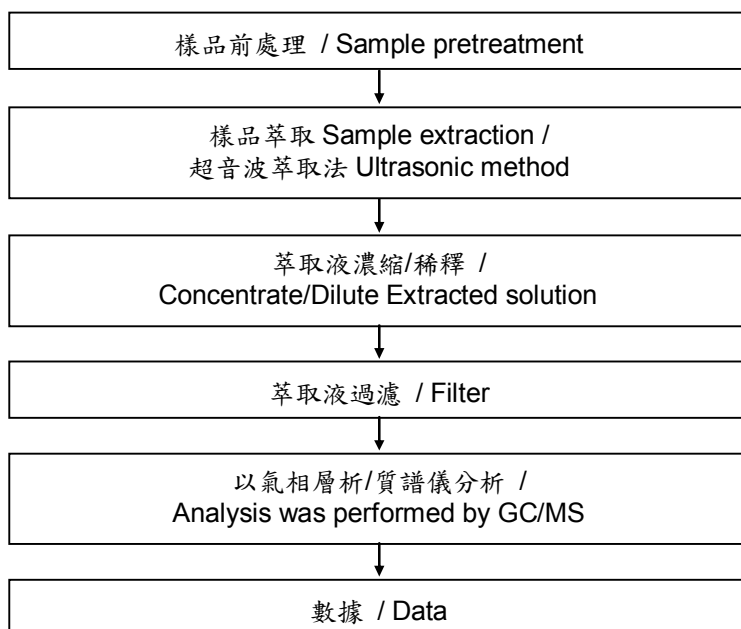 樣品前處理 / Sample pretreatment
樣品萃取 Sample extraction /
超音波萃取法 Ultrasonic method
萃取液濃縮/稀釋 /
Concentrate/Dilute Extracted solution
萃取液過濾 / Filter
以氣相層析/質譜儀分析 /
Analysis was performed by GC/MS
數據 / Data